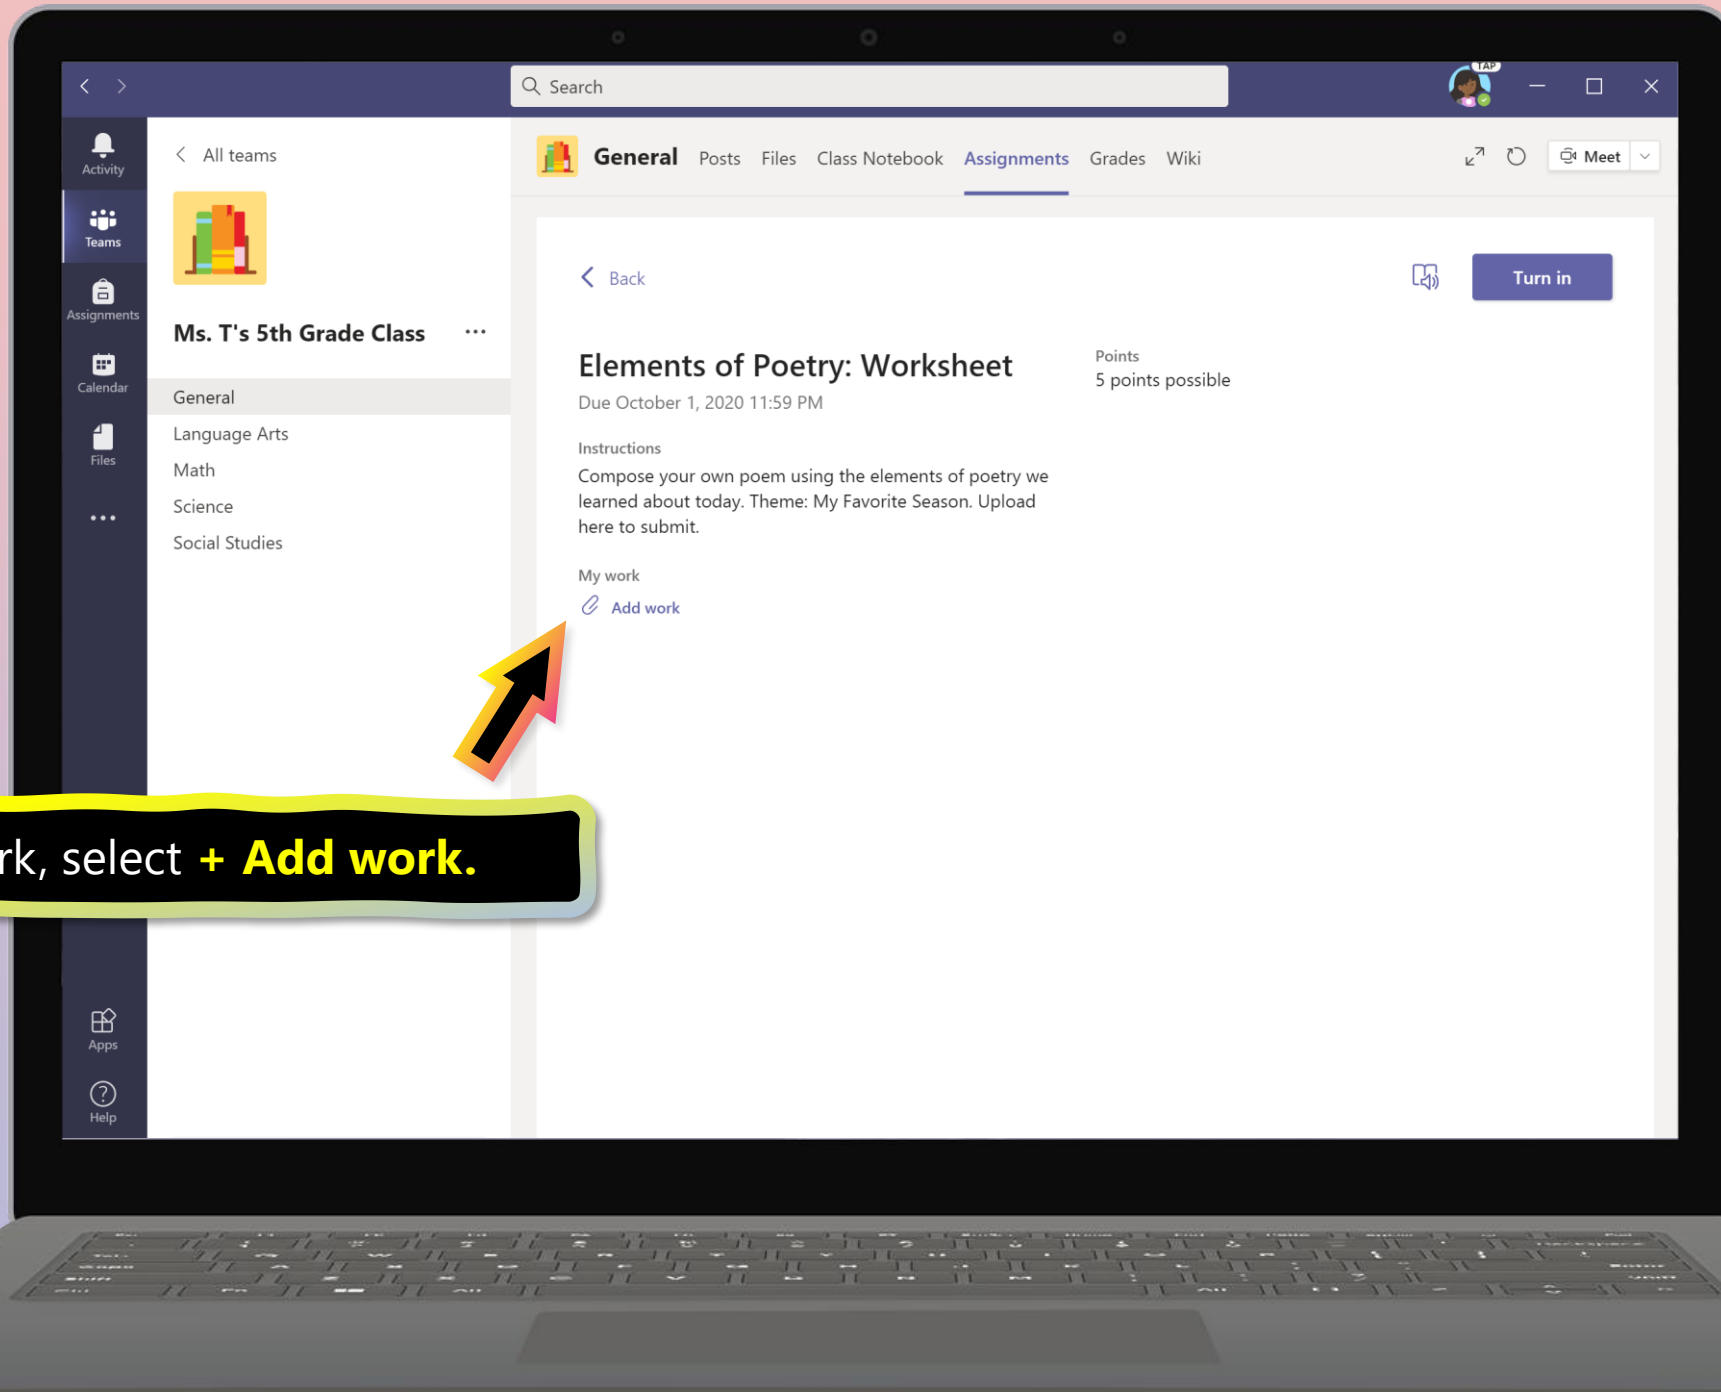 Search
TAP
Activity
Teams
Assignments
Calendar
Files
Apps
Help
All teams
Ms. T's 5th Grade Class
General
Language Arts
Math
Science
Social Studies
General Posts Files Class Notebook Assignments Grades Wiki
Meet
Back
Turn in
Elements of Poetry: Worksheet
Due October 1, 2020 11:59 PM
Points
5 points possible
Instructions
Compose your own poem using the elements of poetry we
learned about today. Theme: My Favorite Season. Upload
here to submit.
My work
Add work
rk, select + Add work.